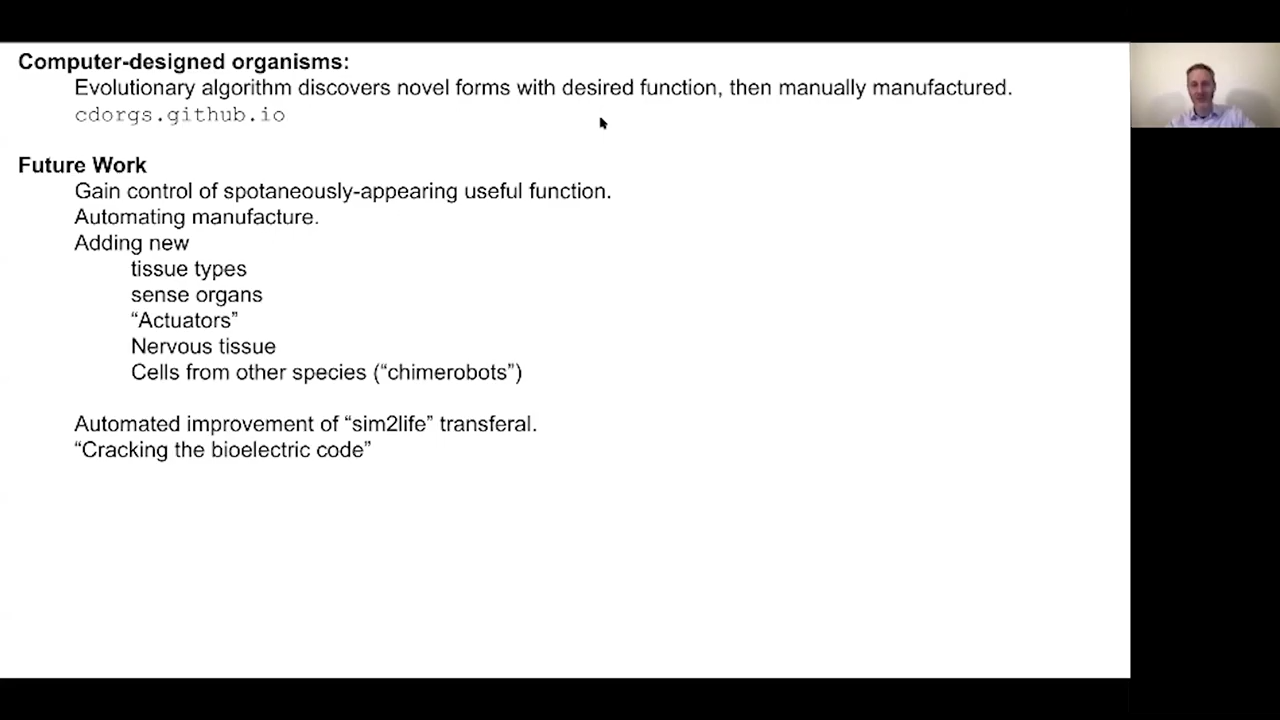 Computer-designed organisms:
Evolutionary algorithm discovers novel forms with desired function, then manually manufactured.
cdorgs.github.io
Future Work
Gain control of spotaneously-appearing useful function.
Automating manufacture.
Adding new
tissue types
sense organs
“Actuators”
Nervous tissue
Cells from other species (“chimerobots”)
Automated improvement of “sim2life” transferal.
“Cracking the bioelectric code”